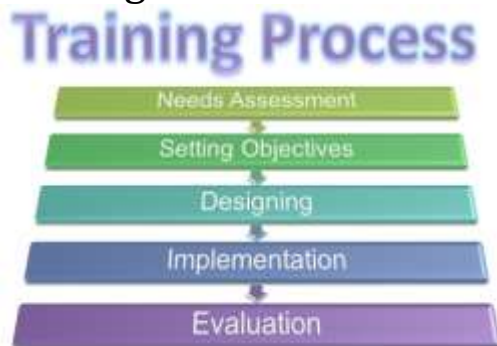 Training Process
Needs Assessment
Setting Objectives
Designing
Implementation
Evaluation